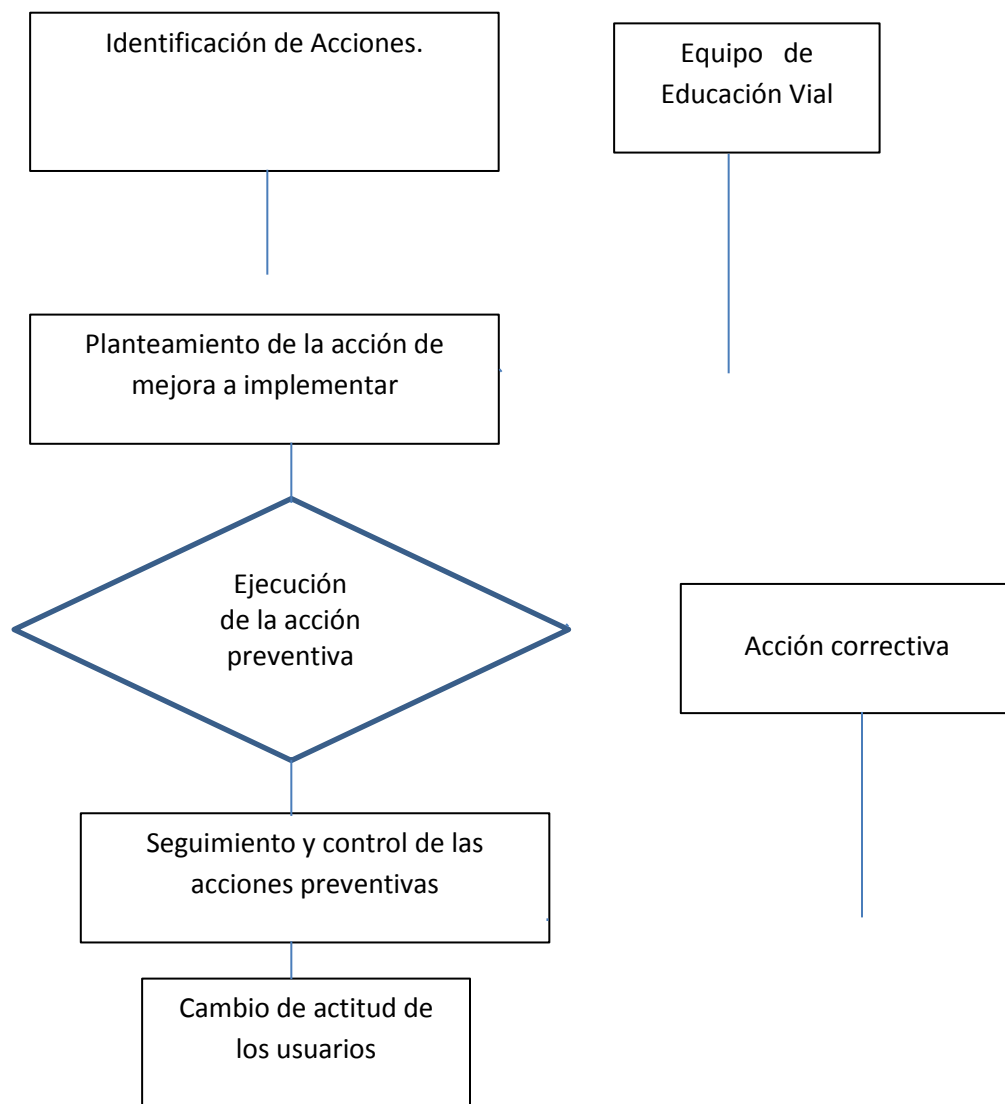 Identificación de Acciones.
Equipo de
Educación Vial
Planteamiento de la acción de
mejora a implementar
Ejecución
de la acción
preventiva
Acción correctiva
Seguimiento y control de las
acciones preventivas
Cambio de actitud de
los usuarios